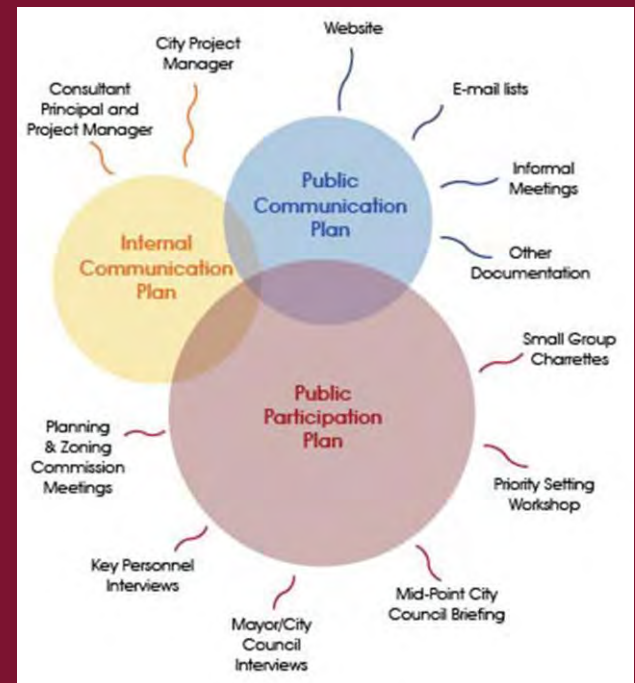 Website
City Project
Manager
Consultant
Principal and
Project Manager
E-mail lists
Public
Communication
Plan
Informal
Meetings
Internal
Communication
Plan
Other
Documentation
Small Group
Charrettes
Public
Participation
Plan
Planning
& Zoning
Commission
Meetings
Priority Setting
Workshop
Key Personnel
Interviews
Mid-Point City
Council Briefing
Mayor/City
Council
Interviews